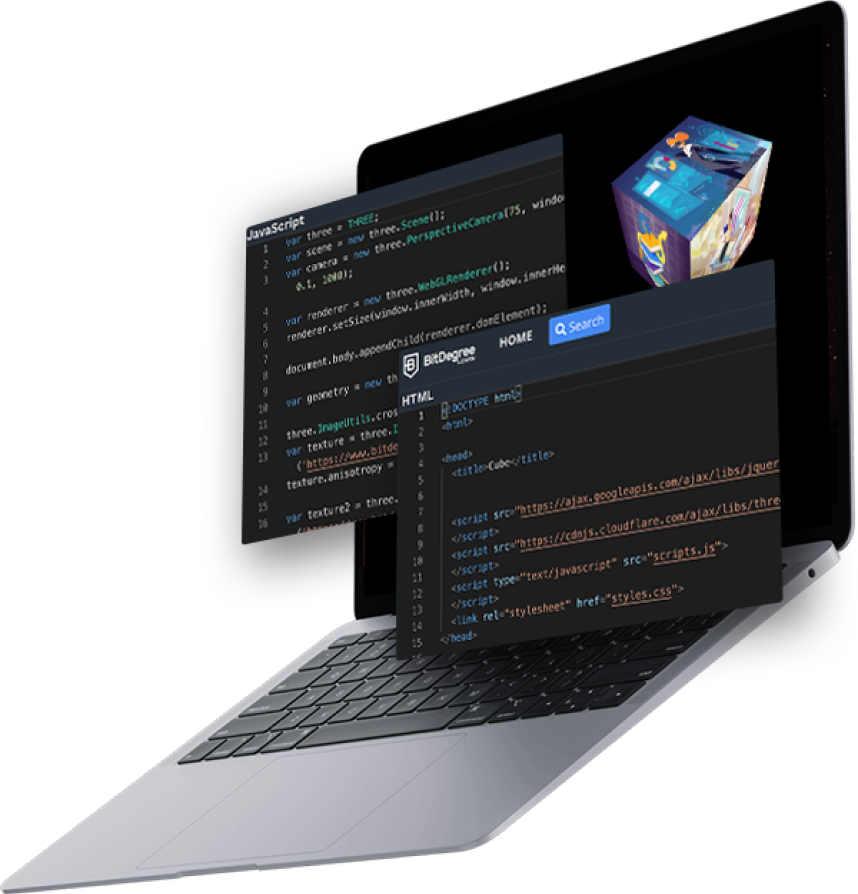 JavaScript
1 var three = THREE;
2 var scene = new three.Scene();
3 var camera = new three.PerspectiveCamera(75, window
0.1, 1000);
4
5 var renderer = new three.WebGLRenderer();
6 renderer.setSize(window.innerWidth, window.innerHe
7
8 document.body.appendChild(renderer.domElement);
9
10 var geometry = new th
11
12 three.ImageUtils.cros
13 var texture = three.I
('https://www.bitde
14 texture.anisotropy =
15
16 var texture2 = three.
BitDegree
LEARN
HOME
Search
HTML
1 <!DOCTYPE html>
2 <html>
3
4 <head>
5 <title>Cube</title>
6
7 <script src="https://ajax.googleapis.com/ajax/libs/jquer
8 </script>
9 <script src="https://cdnjs.cloudflare.com/ajax/libs/thre
10 </script>
11 <script type="text/javascript" src="scripts.js">
12 </script>
13 <link rel="stylesheet" href="styles.css">
14 </head>
15